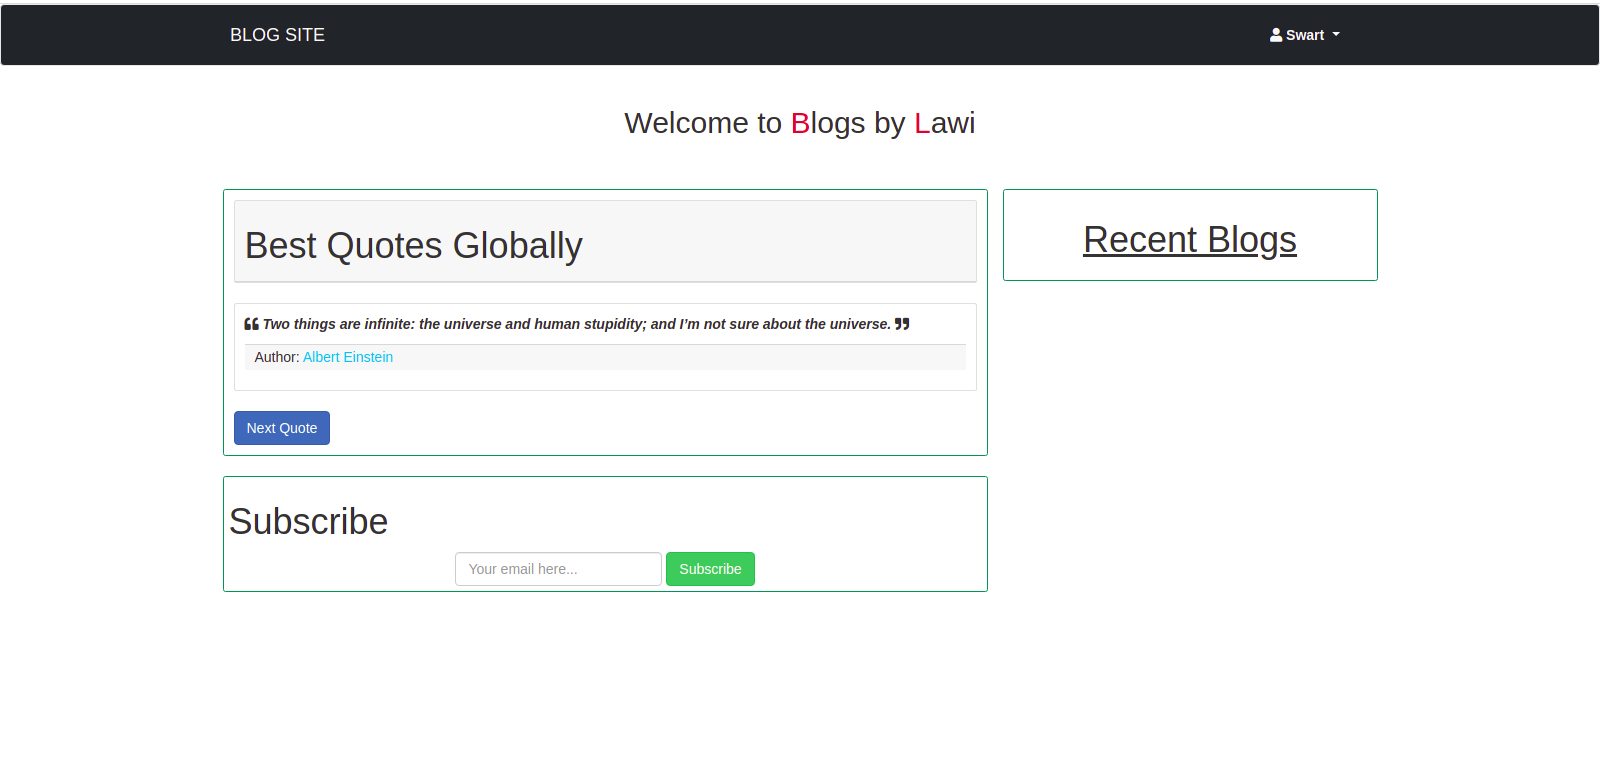 BLOG SITE
Swart
Welcome to Blogs by Lawi
Best Quotes Globally
❝ Two things are infinite: the universe and human stupidity; and I’m not sure about the universe. ❞
Author: Albert Einstein
Next Quote
Recent Blogs
Subscribe
Your email here...
Subscribe